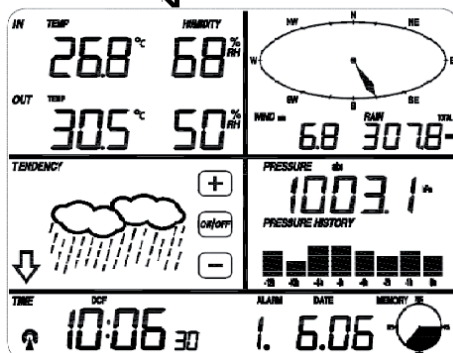 IN TEMP HUMIDITY
26.8 °C 68 % RH
OUT TEMP
30.5 °C 50 % RH
N
NW NE
W E
SW SE
S
WIND RAIN TOTAL
6.8 307.8
TENDENCY
+
ON/OFF
−
PRESSURE abs
1003.1
PRESSURE HISTORY
TIME DCF
10:06 30
ALARM DATE MEMORY
1. 6.06